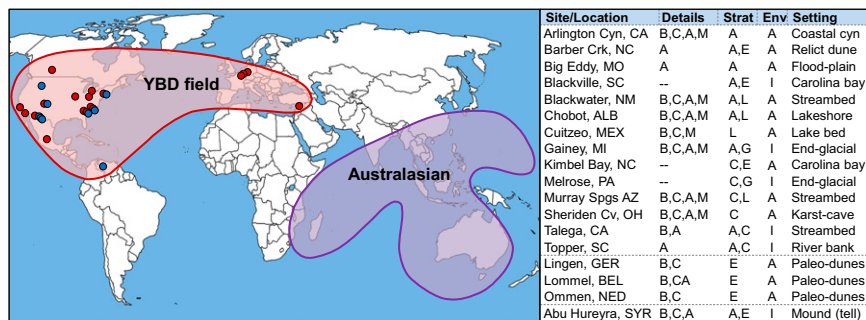 YBD field
Australasian
Site/Location Details Strat Env Setting
Arlington Cyn, CA B,C,A,M A A Coastal cyn
Barber Crk, NC A A,E A Relict dune
Big Eddy, MO A A A Flood-plain
Blackville, SC -- A,E I Carolina bay
Blackwater, NM B,C,A,M A,L A Streambed
Chobot, ALB B,C,A,M A,L A Lakeshore
Cuitzeo, MEX B,C,M L A Lake bed
Gainey, MI B,C,A,M A,G I End-glacial
Kimbel Bay, NC -- C,E A Carolina bay
Melrose, PA -- C,G I End-glacial
Murray Spgs AZ B,C,A,M C,L A Streambed
Sheriden Cv, OH B,C,A,M C A Karst-cave
Talega, CA B,A A,C I Streambed
Topper, SC A A,C I River bank
Lingen, GER B,C E A Paleo-dunes
Lommel, BEL B,CA E A Paleo-dunes
Ommen, NED B,C E A Paleo-dunes
Abu Hureyra, SYR B,C,A A,E I Mound (tell)